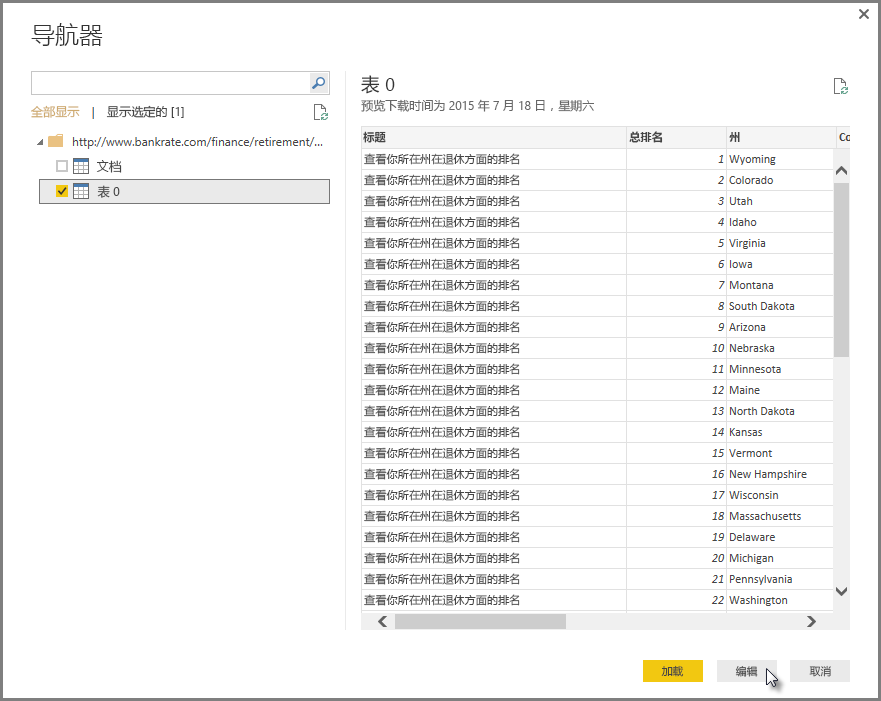 导航器
全部显示 | 显示选定的 [1]
http://www.bankrate.com/finance/retirement/...
文档
表 0
表 0
预览下载时间为 2015 年 7 月 18 日，星期六
标题 总排名 州 Co
查看你所在州在退休方面的排名 1 Wyoming
查看你所在州在退休方面的排名 2 Colorado
查看你所在州在退休方面的排名 3 Utah
查看你所在州在退休方面的排名 4 Idaho
查看你所在州在退休方面的排名 5 Virginia
查看你所在州在退休方面的排名 6 Iowa
查看你所在州在退休方面的排名 7 Montana
查看你所在州在退休方面的排名 8 South Dakota
查看你所在州在退休方面的排名 9 Arizona
查看你所在州在退休方面的排名 10 Nebraska
查看你所在州在退休方面的排名 11 Minnesota
查看你所在州在退休方面的排名 12 Maine
查看你所在州在退休方面的排名 13 North Dakota
查看你所在州在退休方面的排名 14 Kansas
查看你所在州在退休方面的排名 15 Vermont
查看你所在州在退休方面的排名 16 New Hampshire
查看你所在州在退休方面的排名 17 Wisconsin
查看你所在州在退休方面的排名 18 Massachusetts
查看你所在州在退休方面的排名 19 Delaware
查看你所在州在退休方面的排名 20 Michigan
查看你所在州在退休方面的排名 21 Pennsylvania
查看你所在州在退休方面的排名 22 Washington
加载 编辑 取消